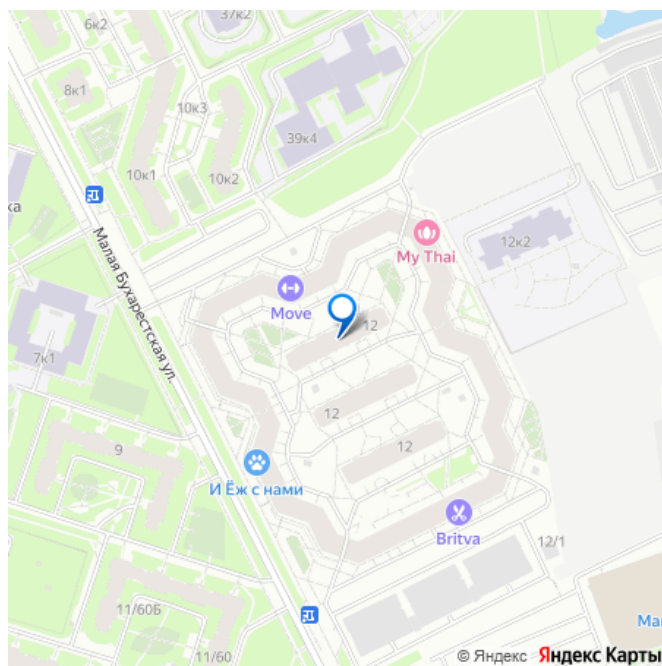 6к2
37к2
8к1
10к3
39к4
10к1
10к2
ка
My Thai
12к2
Move
12
Малая Бухарестская ул.
7к1
12
9
12
И Ёж с нами
Britva
12/1
11/60Б
11/60
Ма
© Яндекс Яндекс Карты